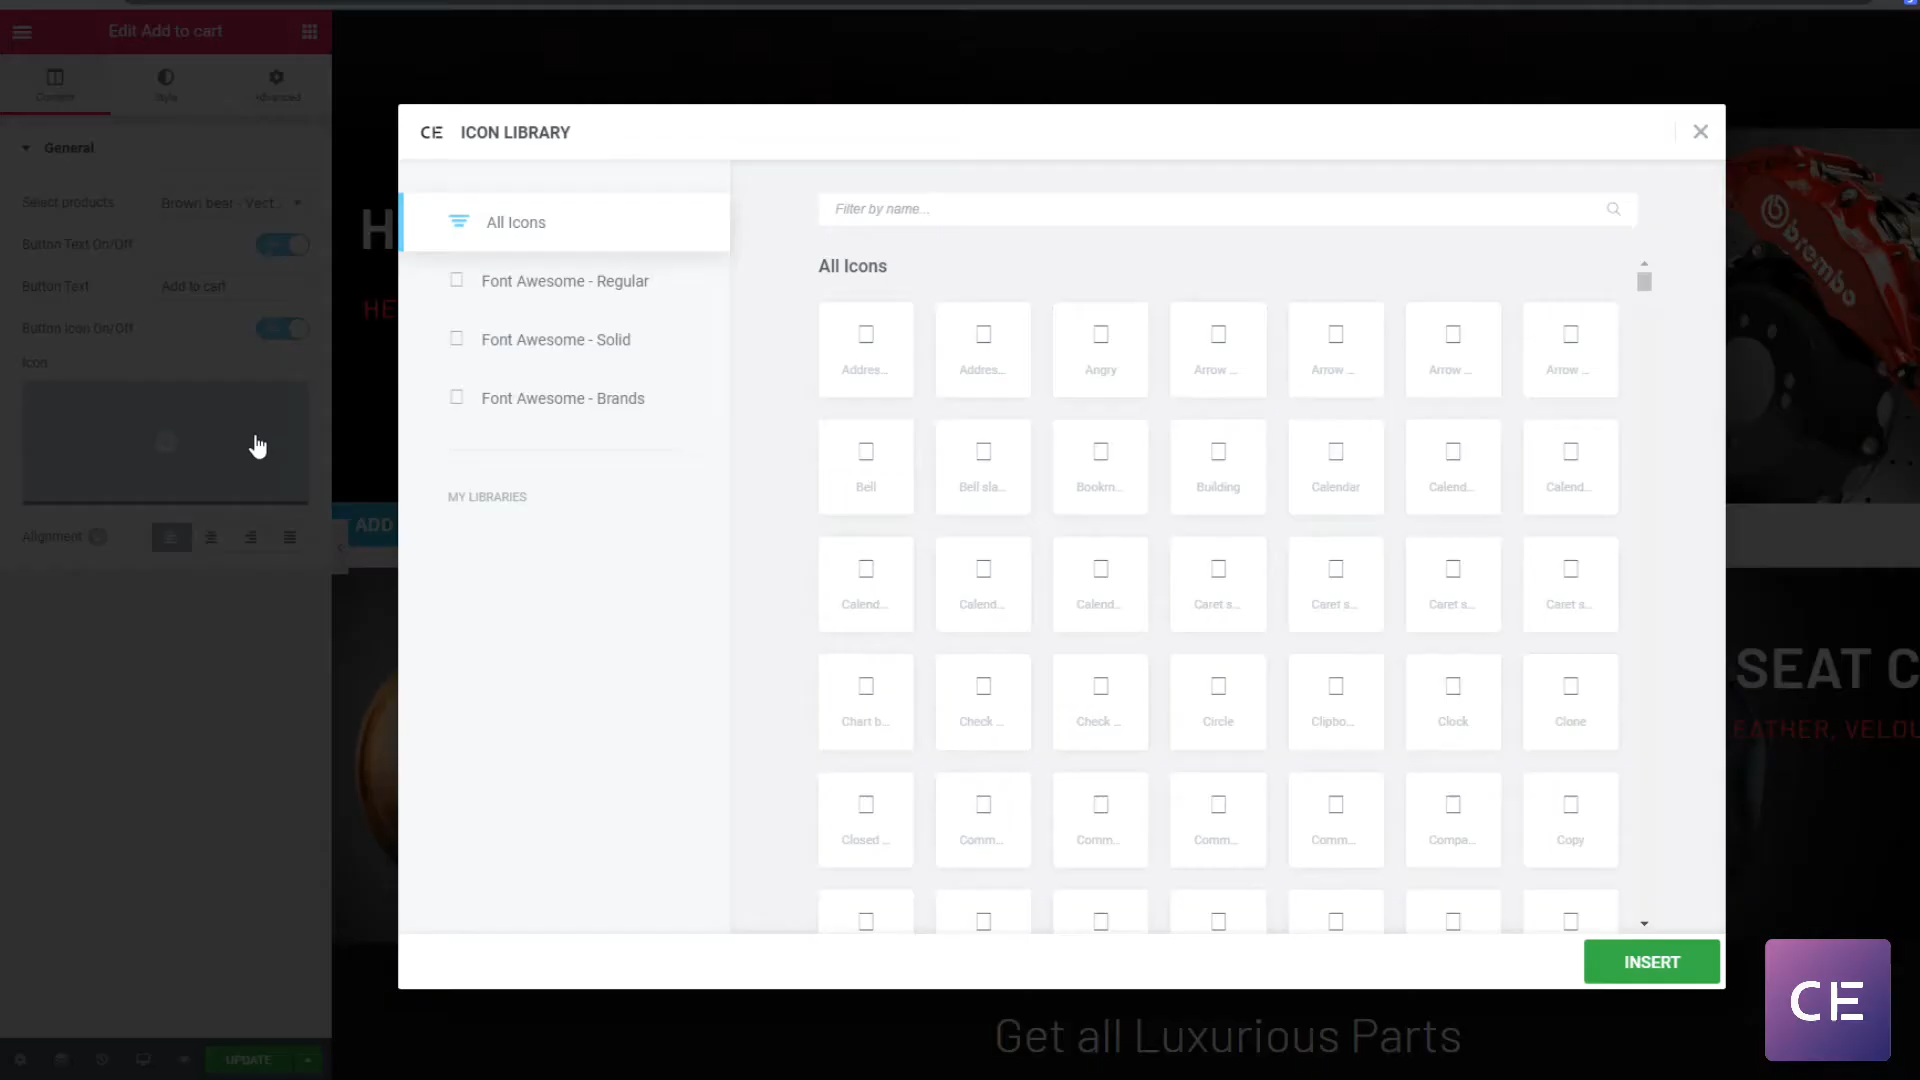 Edit Add to cart
Content
Style
Advanced
General
Select products
Brown bear - Vect...
Button Text On/Off
Button Text
Add to cart
Button Icon On/Off
Icon
Alignment
UPDATE
CE ICON LIBRARY
All Icons
Font Awesome - Regular
Font Awesome - Solid
Font Awesome - Brands
MY LIBRARIES
Filter by name...
All Icons
Addres... Addres... Angry Arrow ... Arrow ... Arrow ... Arrow ...
Bell Bell sla... Bookm... Building Calendar Calend... Calend...
Calend... Calend... Calend... Caret s... Caret s... Caret s... Caret s...
Chart b... Check ... Check ... Circle Clipbo... Clock Clone
Closed ... Comm... Comm... Comm... Comm... Compa... Copy
INSERT
H
HE
ADD
brembo
SEAT C
EATHER, VELOU
Get all Luxurious Parts
CE